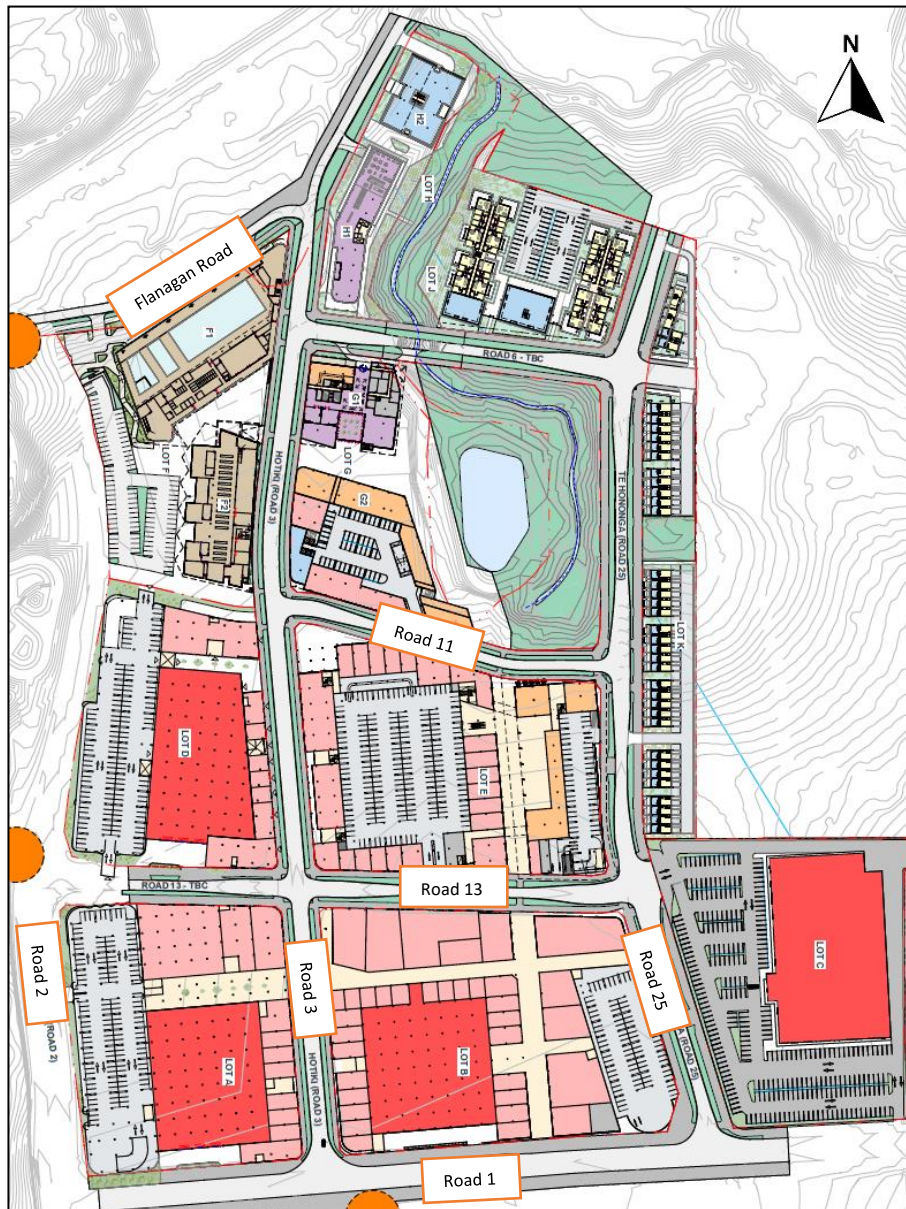 N
H2
LOT H
H1
LOT J
Flanagan Road
F1
ROAD 6 - TBC
G1
LOT F
LOT G
HOTIKI (ROAD 3)
F2
G2
TE HONONGA (ROAD 25)
Road 11
LOT K
LOT D
LOT E
ROAD 13 - TBC
Road 13
Road 2
Road 3
Road 25
LOT C
(ROAD 2)
LOT A
HOTIKI (ROAD 3)
LOT B
A (ROAD 25)
Road 1